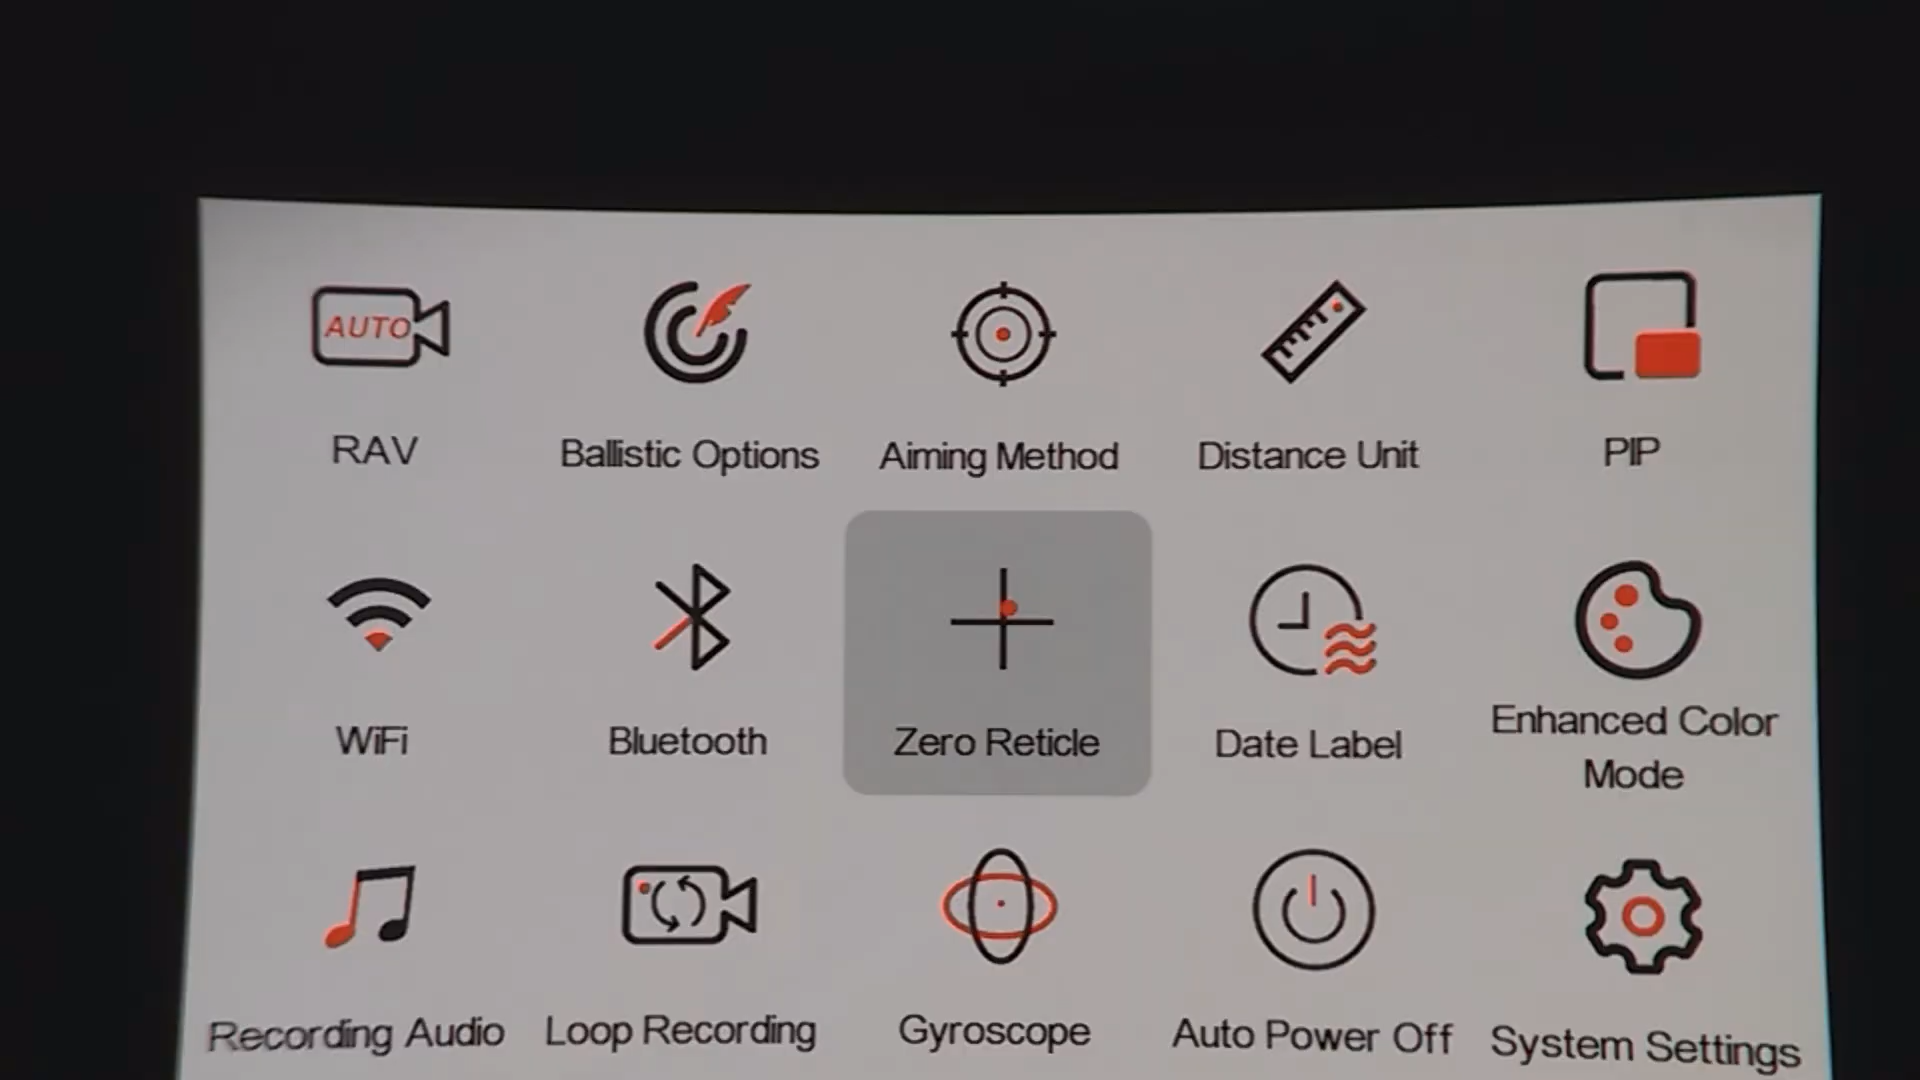 AUTO
RAV
Ballistic Options
Aiming Method
Distance Unit
PIP
WiFi
Bluetooth
Zero Reticle
Date Label
Enhanced Color
Mode
Recording Audio
Loop Recording
Gyroscope
Auto Power Off
System Settings